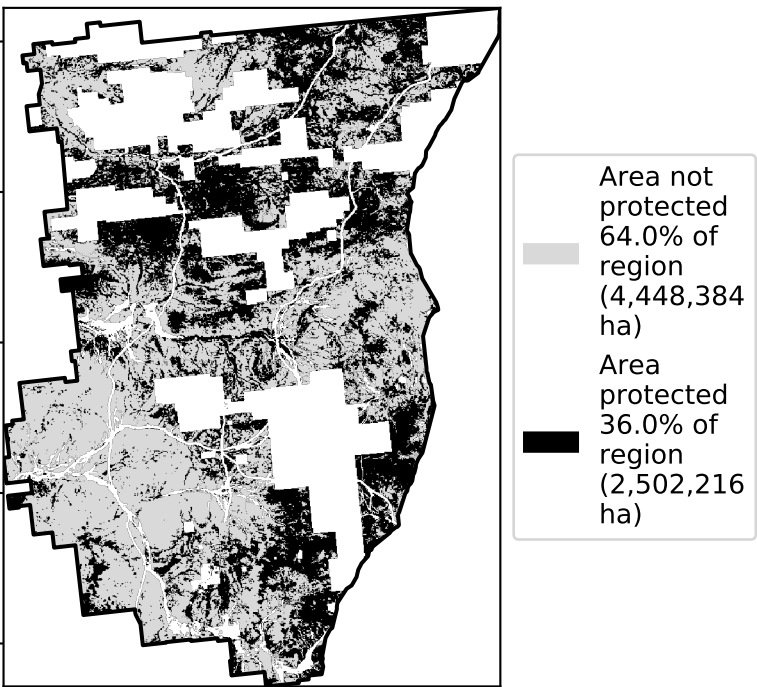 Area not
protected
64.0% of
region
(4,448,384
ha)
Area
protected
36.0% of
region
(2,502,216
ha)